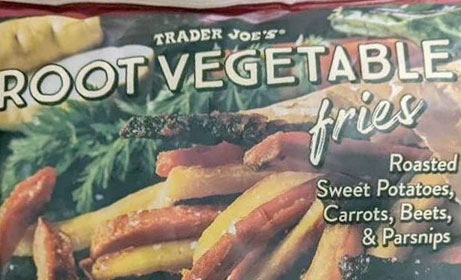 TRADER JOE'S®
ROOT VEGETABLE
fries
Roasted
Sweet Potatoes,
Carrots, Beets,
& Parsnips